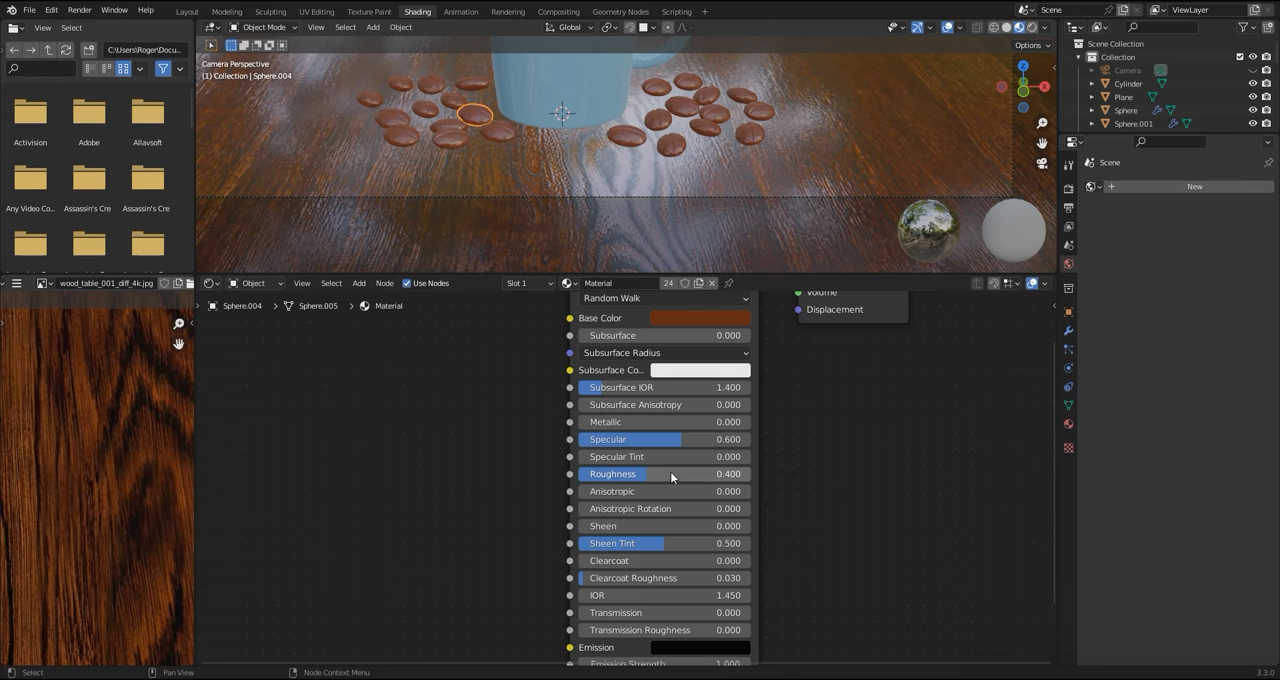 File Edit Render Window Help Layout Modeling Sculpting UV Editing Texture Paint Shading Animation Rendering Compositing Geometry Nodes Scripting Scene ViewLayer
View Select Object Mode View Select Add Object Global
C:\Users\Roger\Docu... Options
Camera Perspective
(1) Collection | Sphere.004
X
Scene Collection
Collection
Camera
Cylinder
Plane
Sphere
Sphere.001
Activision Adobe Allavsoft
Any Video Co... Assassin's Cre Assassin's Cre
Scene
New
wood_table_001_diff_4k.jpg Object View Select Add Node Use Nodes Slot 1 Material 24
Sphere.004 > Sphere.005 > Material
Volume
Displacement
Random Walk
Base Color
Subsurface 0.000
Subsurface Radius
Subsurface Co...
Subsurface IOR 1.400
Subsurface Anisotropy 0.000
Metallic 0.000
Specular 0.600
Specular Tint 0.000
Roughness 0.400
Anisotropic 0.000
Anisotropic Rotation 0.000
Sheen 0.000
Sheen Tint 0.500
Clearcoat 0.000
Clearcoat Roughness 0.030
IOR 1.450
Transmission 0.000
Transmission Roughness 0.000
Emission
Emission Strength 1.000
Select Pan View Node Context Menu 3.3.0